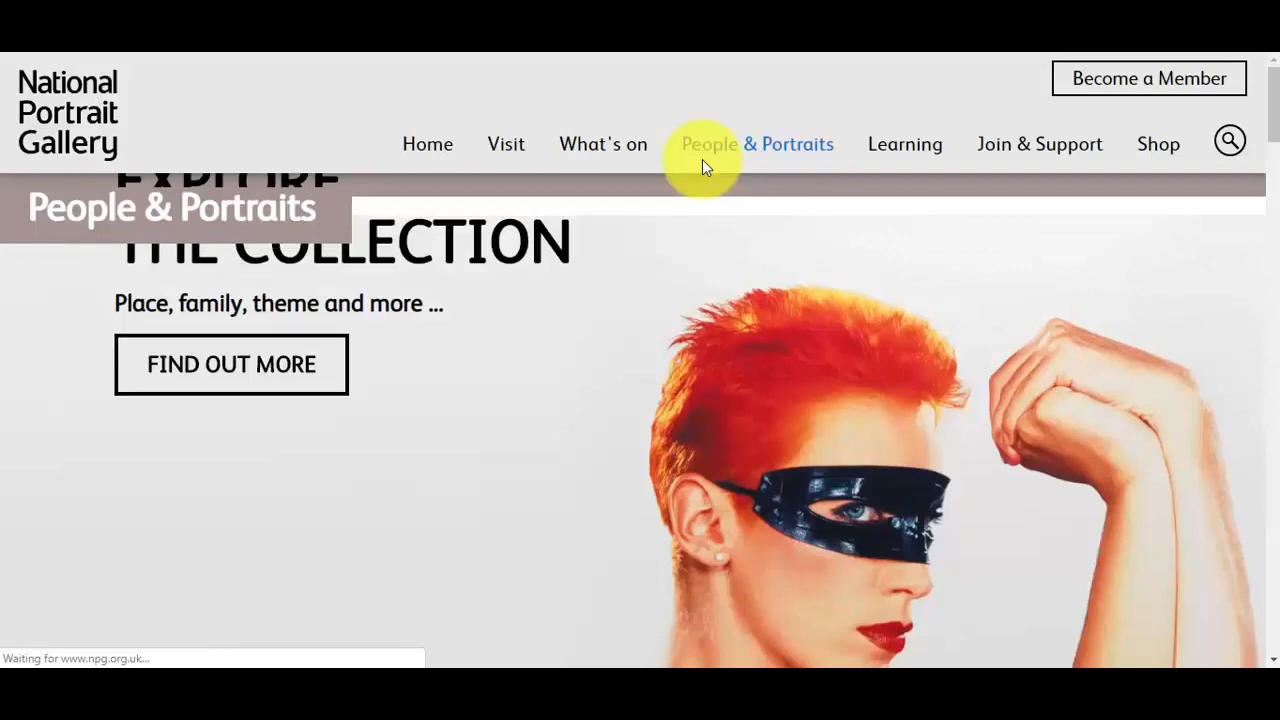 National
Portrait
Gallery
Become a Member
Home Visit What's on People & Portraits Learning Join & Support Shop
EXPLORE
People & Portraits
THE COLLECTION
Place, family, theme and more ...
FIND OUT MORE
Waiting for www.npg.org.uk...